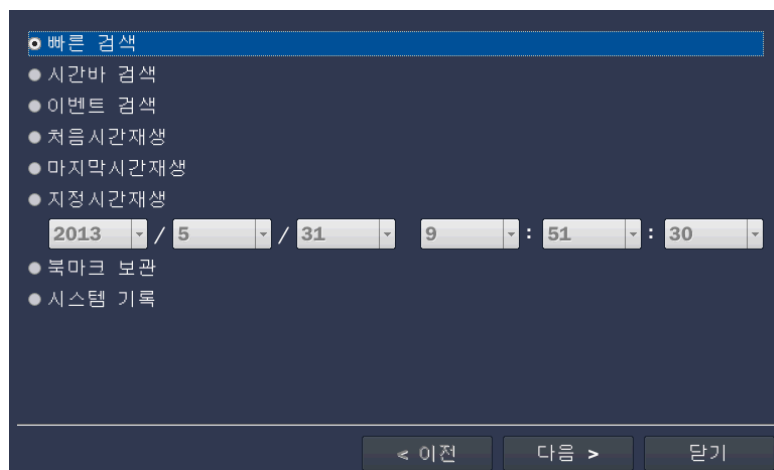 빠른 검색
시간바 검색
이벤트 검색
처음시간재생
마지막시간재생
지정시간재생
2013 / 5 / 31 9 : 51 : 30
북마크 보관
시스템 기록
< 이전 다음 > 닫기